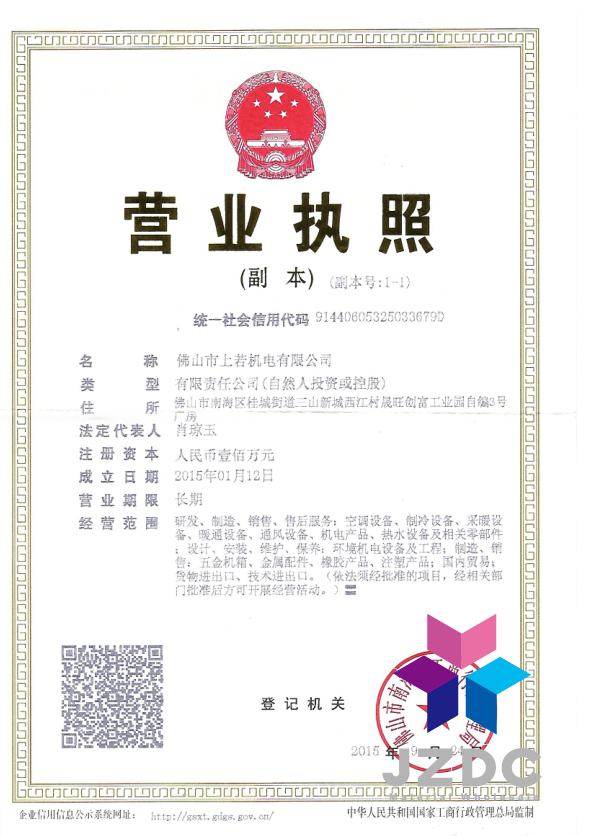 营业执照
(副 本) (副本号:1-1)
统一社会信用代码 91440605325033679D
名 称 佛山市上若机电有限公司
类 型 有限责任公司(自然人投资或控股)
住 所 佛山市南海区桂城街道三山新城西江村晟旺创富工业园自编3号
厂房
法定代表人 肖琼玉
注册资本 人民币壹佰万元
成立日期 2015年01月12日
营业期限 长期
经营范围 研发、制造、销售、售后服务：空调设备、制冷设备、采暖设
备、暖通设备、通风设备、机电产品、热水设备及相关零部件
；设计、安装、维护、保养：环境机电设备及工程；制造、销
售：五金机箱、金属配件、橡胶产品、注塑产品；国内贸易；
货物进出口、技术进出口。（依法须经批准的项目，经相关部
门批准后方可开展经营活动。）
佛山市南
登记机关
2015 年 9 月 24 日
JZDC
企业信用信息公示系统网址： http://gsxt.gdgs.gov.cn/
中华人民共和国国家工商行政管理总局监制